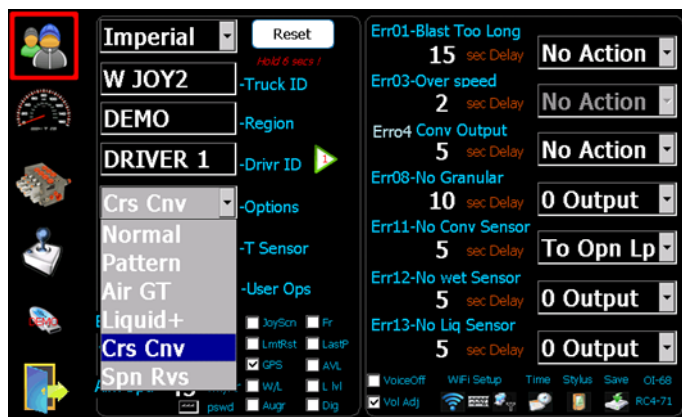 Imperial
Reset
Hold 6 secs !
W JOY2 -Truck ID
DEMO -Region
DRIVER 1 -Drivr ID 1
Crs Cnv -Options
Normal
Pattern -T Sensor
Air GT -User Ops
Liquid+
Crs Cnv
Spn Rvs
JoyScn Fr
LmtRst LastP
GPS AVL
W/L L lvl
pswd Augr Dig
DEMO
Err01-Blast Too Long
15 sec Delay No Action
Err03-Over speed
2 sec Delay No Action
Erro4 Conv Output
5 sec Delay No Action
Err08-No Granular
10 sec Delay 0 Output
Err11-No Conv Sensor
5 sec Delay To Opn Lp
Err12-No wet Sensor
5 sec Delay 0 Output
Err13-No Liq Sensor
5 sec Delay 0 Output
VoiceOff WiFi Setup Time Stylus Save OI-68
Vol Adj RC4-71